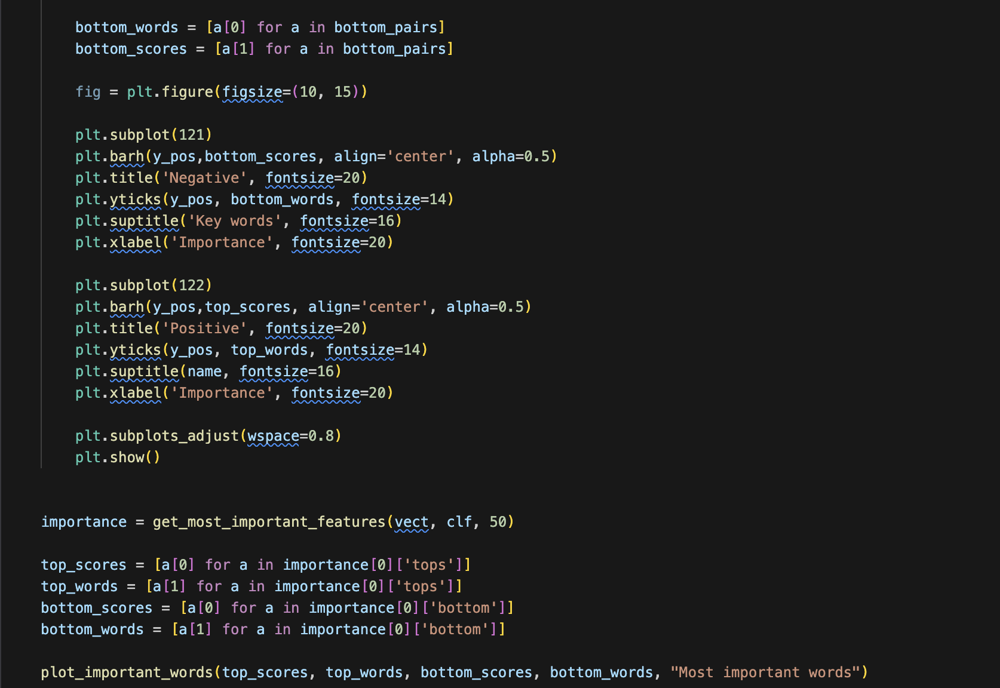 bottom_words = [a[0] for a in bottom_pairs]
bottom_scores = [a[1] for a in bottom_pairs]
fig = plt.figure(figsize=(10, 15))
plt.subplot(121)
plt.barh(y_pos,bottom_scores, align='center', alpha=0.5)
plt.title('Negative', fontsize=20)
plt.yticks(y_pos, bottom_words, fontsize=14)
plt.suptitle('Key words', fontsize=16)
plt.xlabel('Importance', fontsize=20)
plt.subplot(122)
plt.barh(y_pos,top_scores, align='center', alpha=0.5)
plt.title('Positive', fontsize=20)
plt.yticks(y_pos, top_words, fontsize=14)
plt.suptitle(name, fontsize=16)
plt.xlabel('Importance', fontsize=20)
plt.subplots_adjust(wspace=0.8)
plt.show()
importance = get_most_important_features(vect, clf, 50)
top_scores = [a[0] for a in importance[0]['tops']]
top_words = [a[1] for a in importance[0]['tops']]
bottom_scores = [a[0] for a in importance[0]['bottom']]
bottom_words = [a[1] for a in importance[0]['bottom']]
plot_important_words(top_scores, top_words, bottom_scores, bottom_words, "Most important words")